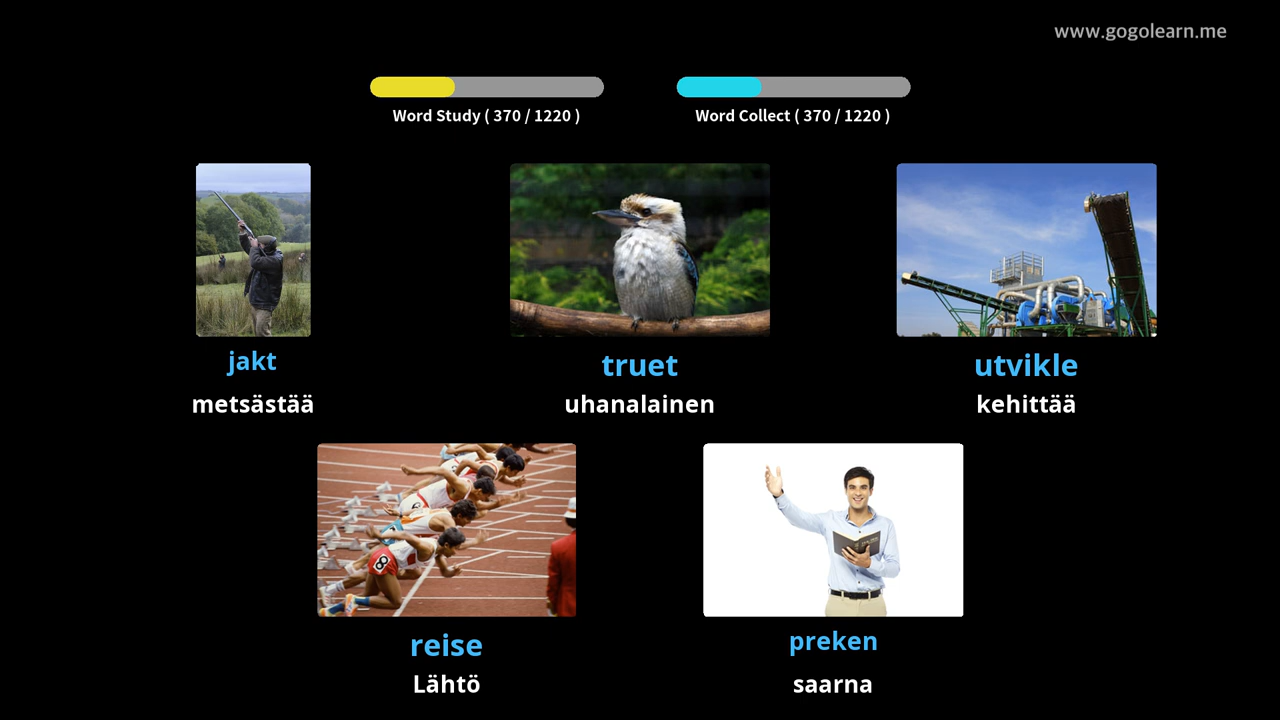 www.gogolearn.me
Word Study ( 370 / 1220 )
Word Collect ( 370 / 1220 )
jakt
metsästää
truet
uhanalainen
utvikle
kehittää
8
reise
Lähtö
preken
saarna